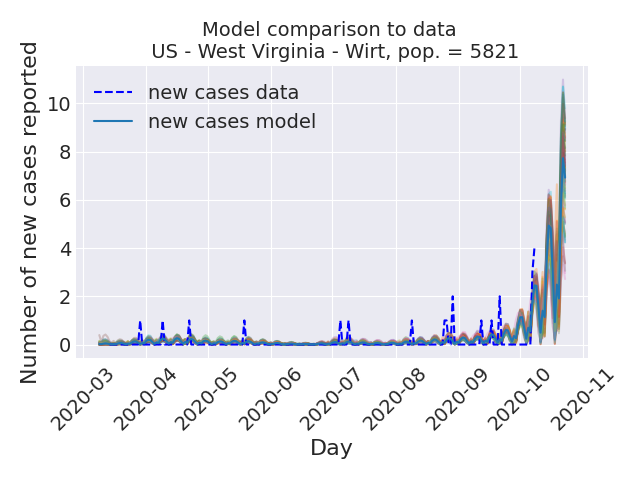 Model comparison to data
US - West Virginia - Wirt, pop. = 5821
Number of new cases reported
10
8
6
4
2
0
new cases data
new cases model
2020-03
2020-04
2020-05
2020-06
2020-07
2020-08
2020-09
2020-10
2020-11
Day